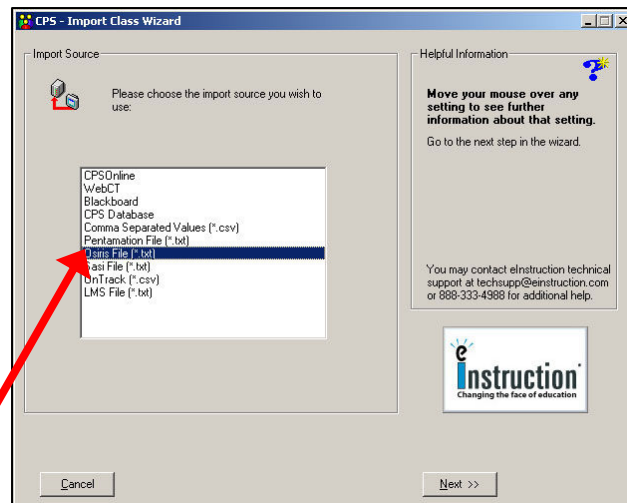 CPS - Import Class Wizard
Import Source
Please choose the import source you wish to
use:
CPSOnline
WebCT
Blackboard
CPS Database
Comma Separated Values (*.csv)
Pentamation File (*.txt)
Osiris File (*.txt)
Sasi File (*.txt)
OnTrack (*.csv)
LMS File (*.txt)
Cancel
Helpful Information
Move your mouse over any
setting to see further
information about that setting.
Go to the next step in the wizard.
You may contact eInstruction technical
support at techsupp@einstruction.com
or 888-333-4988 for additional help.
eInstruction
Changing the face of education
Next >>